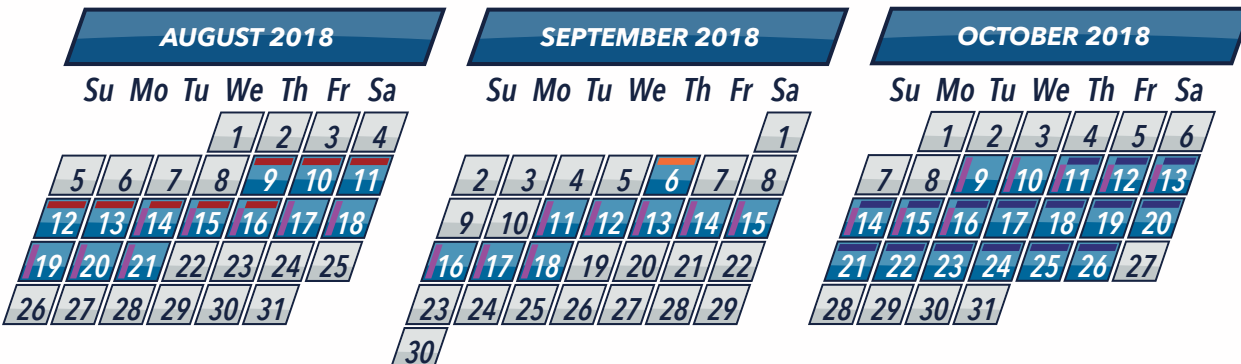 AUGUST 2018
Su Mo Tu We Th Fr Sa
1 2 3 4
5 6 7 8 9 10 11
12 13 14 15 16 17 18
19 20 21 22 23 24 25
26 27 28 29 30 31
SEPTEMBER 2018
Su Mo Tu We Th Fr Sa
1
2 3 4 5 6 7 8
9 10 11 12 13 14 15
16 17 18 19 20 21 22
23 24 25 26 27 28 29
30
OCTOBER 2018
Su Mo Tu We Th Fr Sa
1 2 3 4 5 6
7 8 9 10 11 12 13
14 15 16 17 18 19 20
21 22 23 24 25 26 27
28 29 30 31